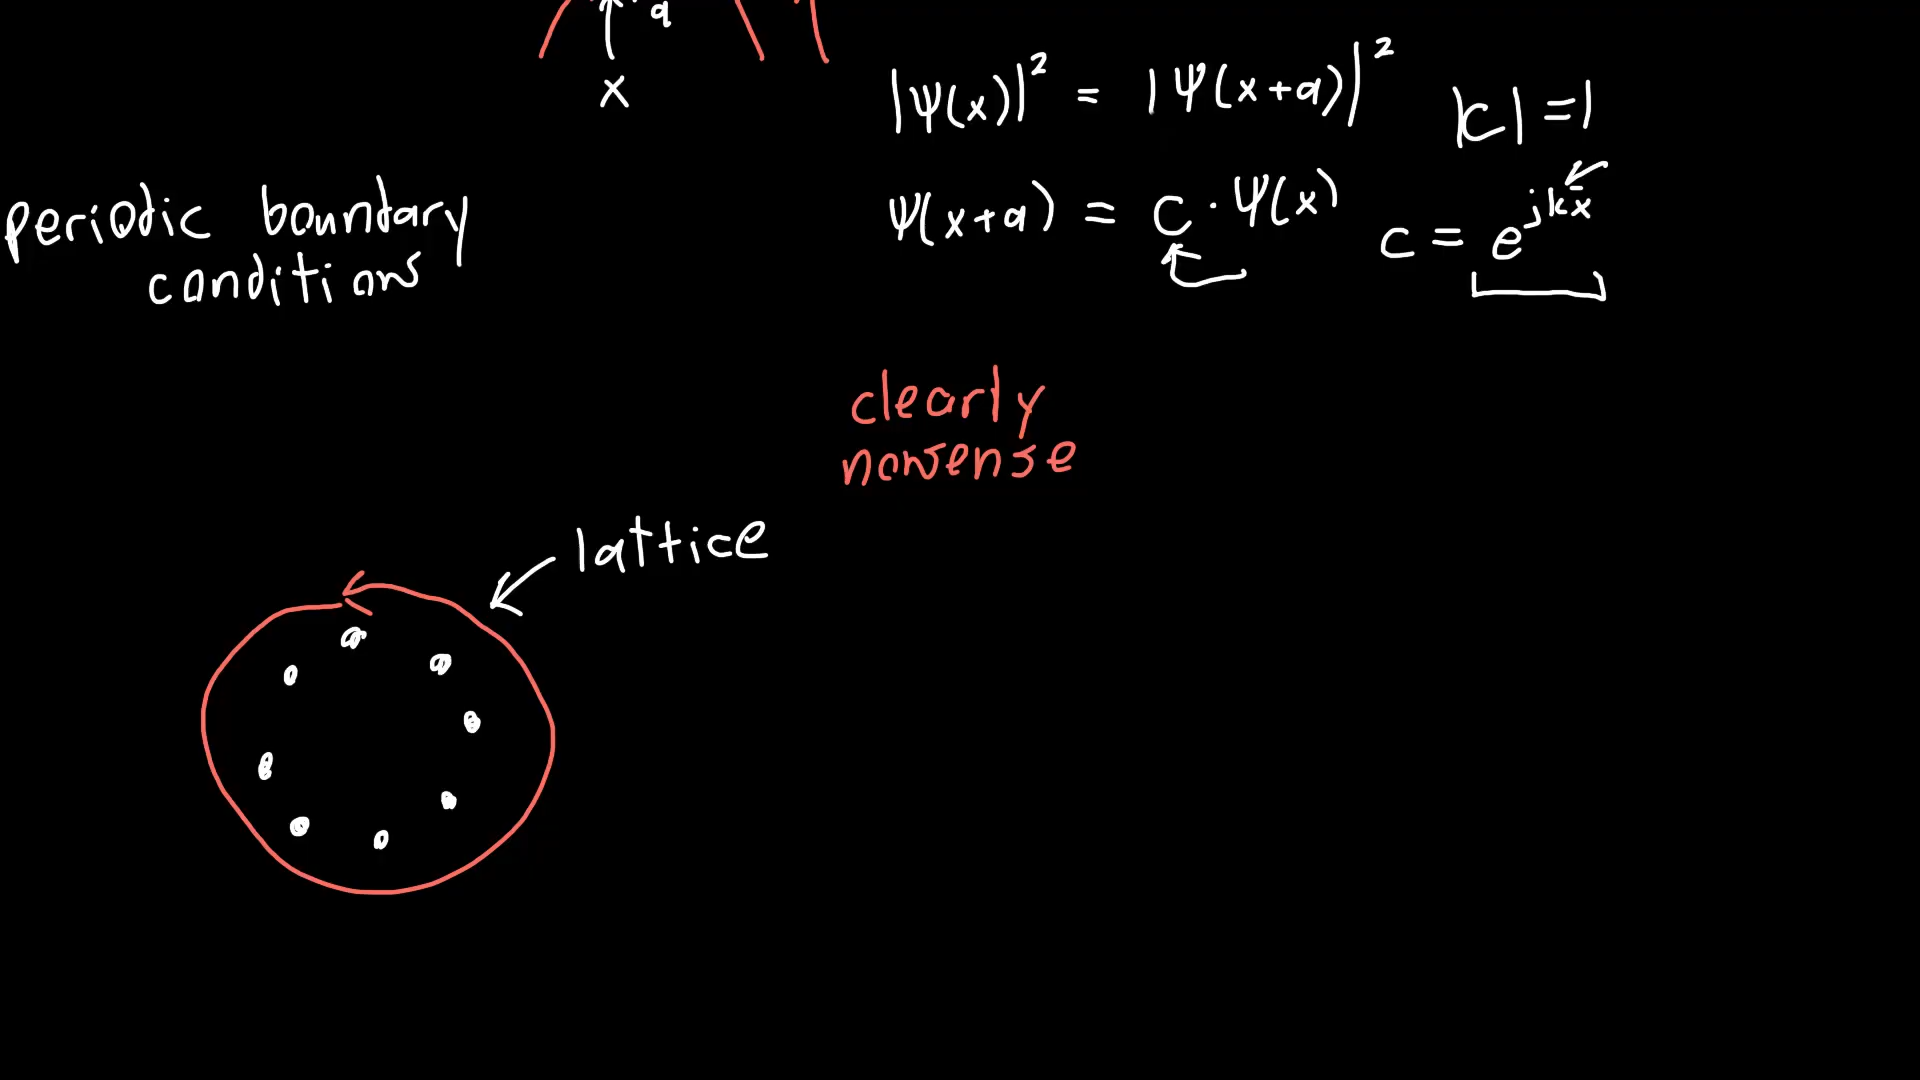 a
x
|Ψ(x)|² = |Ψ(x+a)|²
|c| = 1
periodic boundary
conditions
Ψ(x+a) = c · Ψ(x)
c = e^{jkx}
clearly
nonsense
lattice